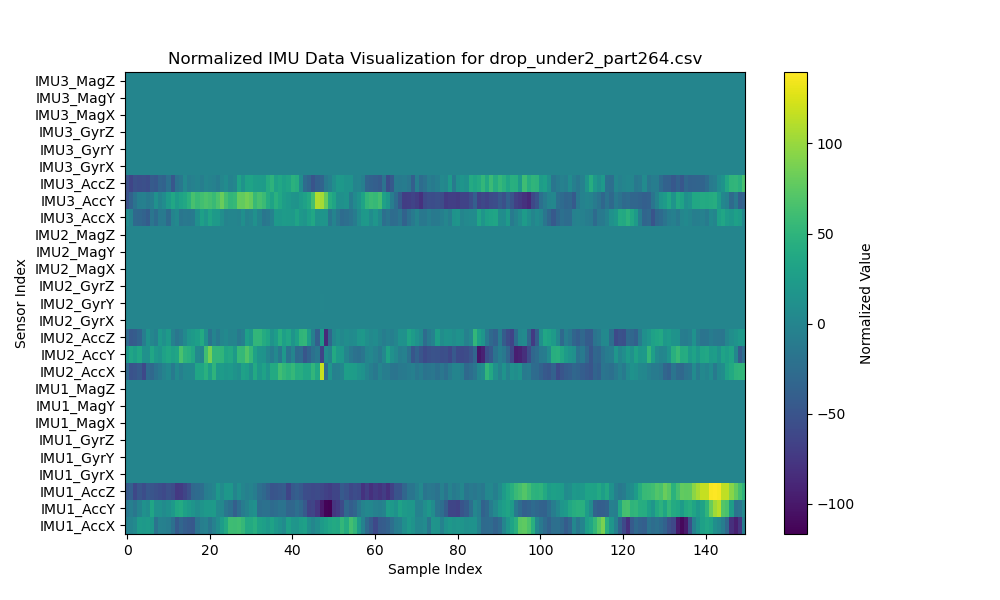 Normalized IMU Data Visualization for drop_under2_part264.csv
IMU3_MagZ
IMU3_MagY
IMU3_MagX
IMU3_GyrZ
IMU3_GyrY
IMU3_GyrX
IMU3_AccZ
IMU3_AccY
IMU3_AccX
IMU2_MagZ
IMU2_MagY
IMU2_MagX
IMU2_GyrZ
IMU2_GyrY
IMU2_GyrX
IMU2_AccZ
IMU2_AccY
IMU2_AccX
IMU1_MagZ
IMU1_MagY
IMU1_MagX
IMU1_GyrZ
IMU1_GyrY
IMU1_GyrX
IMU1_AccZ
IMU1_AccY
IMU1_AccX
Sensor Index
0 20 40 60 80 100 120 140
Sample Index
100
50
0
−50
−100
Normalized Value